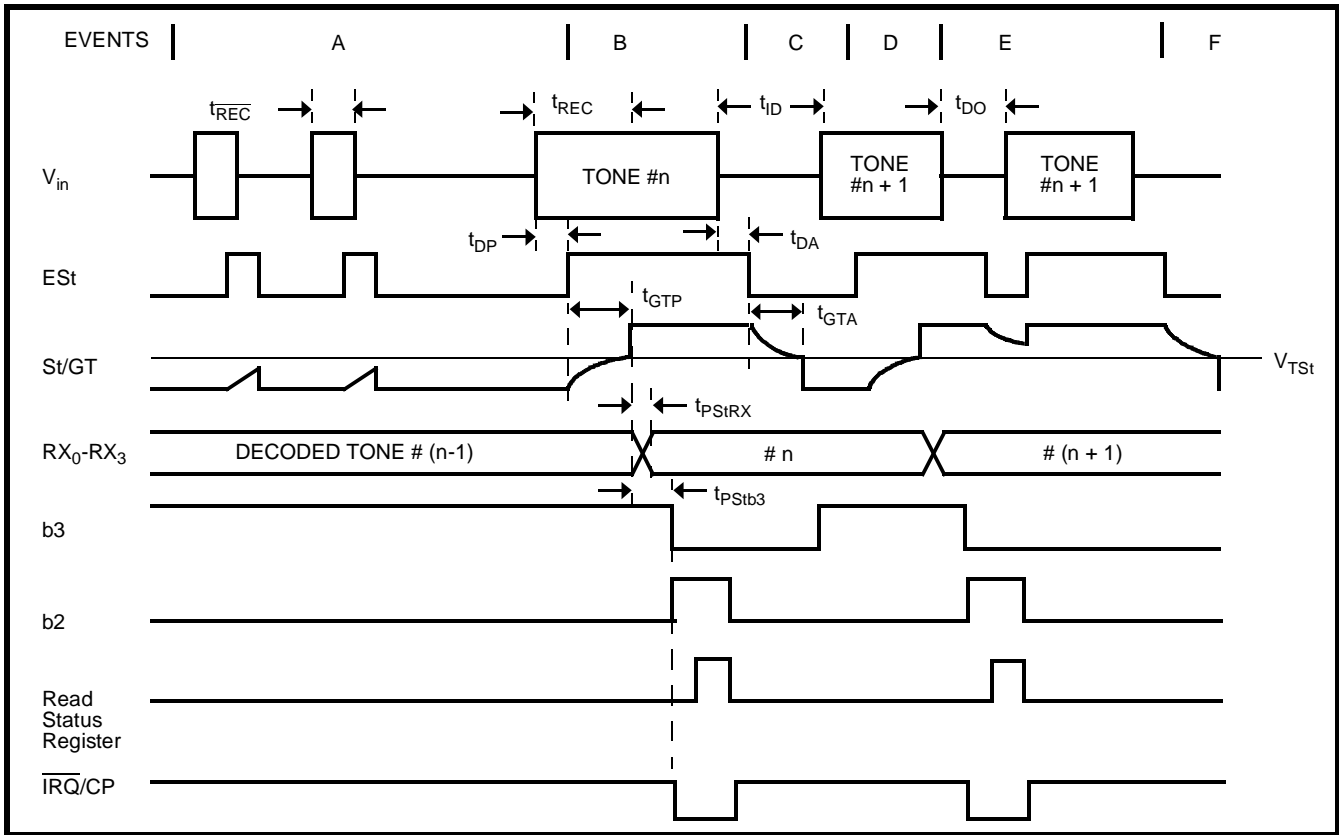 EVENTS A B C D E F
tREC tREC tID tDO
Vin TONE #n TONE #n + 1 TONE #n + 1
tDP tDA
ESt
tGTP tGTA
St/GT VTSt
tPStRX
RX0-RX3 DECODED TONE # (n-1) # n # (n + 1)
tPStb3
b3
b2
Read
Status
Register
IRQ/CP